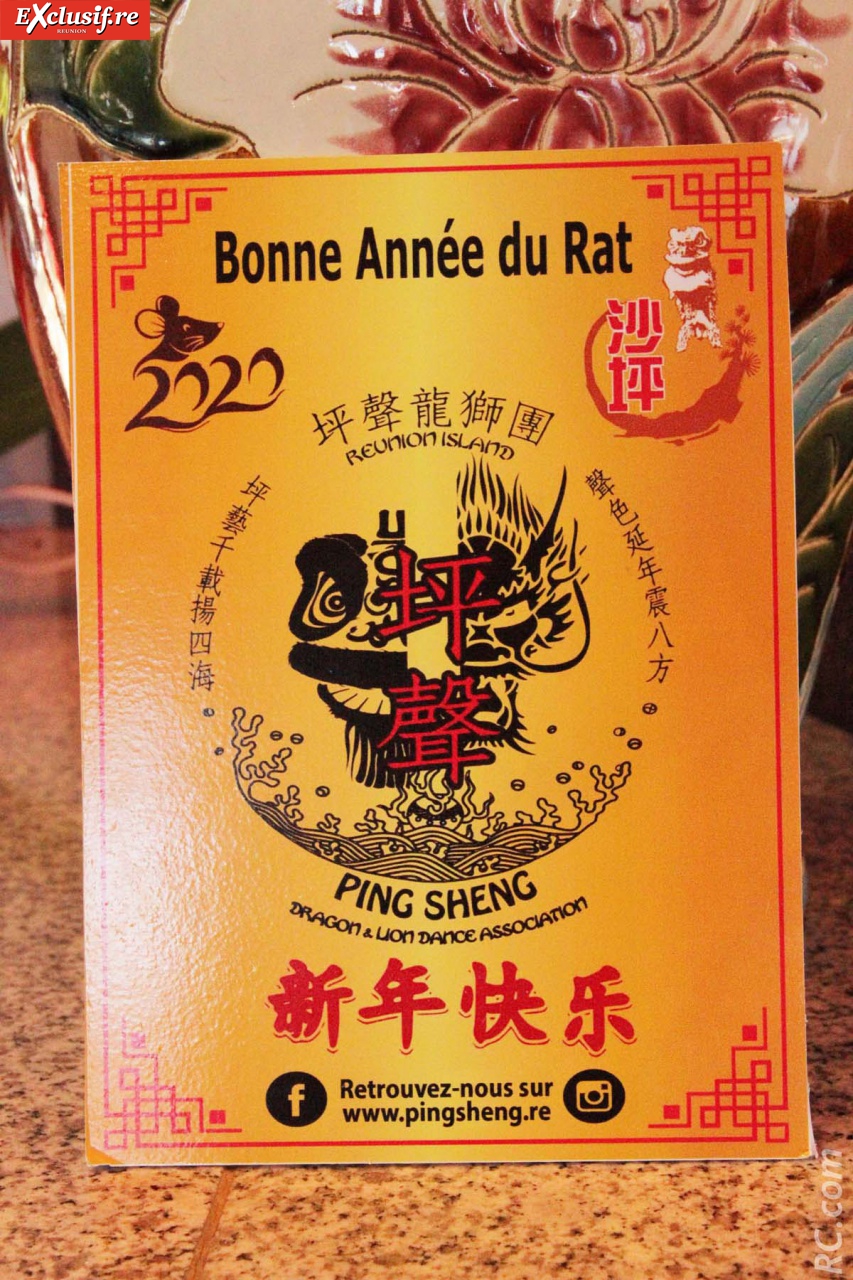 EXclusif.re
REUNION
Bonne Année du Rat
2020
沙坪
坪聲龍獅團
REUNION ISLAND
坪藝千載揚四海
聲色延年震八方
坪聲
PING SHENG
DRAGON & LION DANCE ASSOCIATION
新年快乐
Retrouvez-nous sur
www.pingsheng.re
RC.com